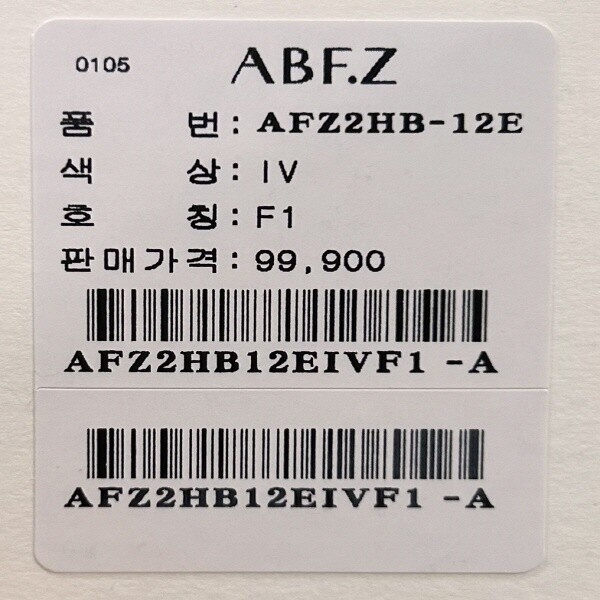 0105 ABF.Z
품 번 : AFZ2HB-12E
색 상 : IV
호 칭 : F1
판매가격 : 99,900
AFZ2HB12EIVF1 -A
AFZ2HB12EIVF1 -A